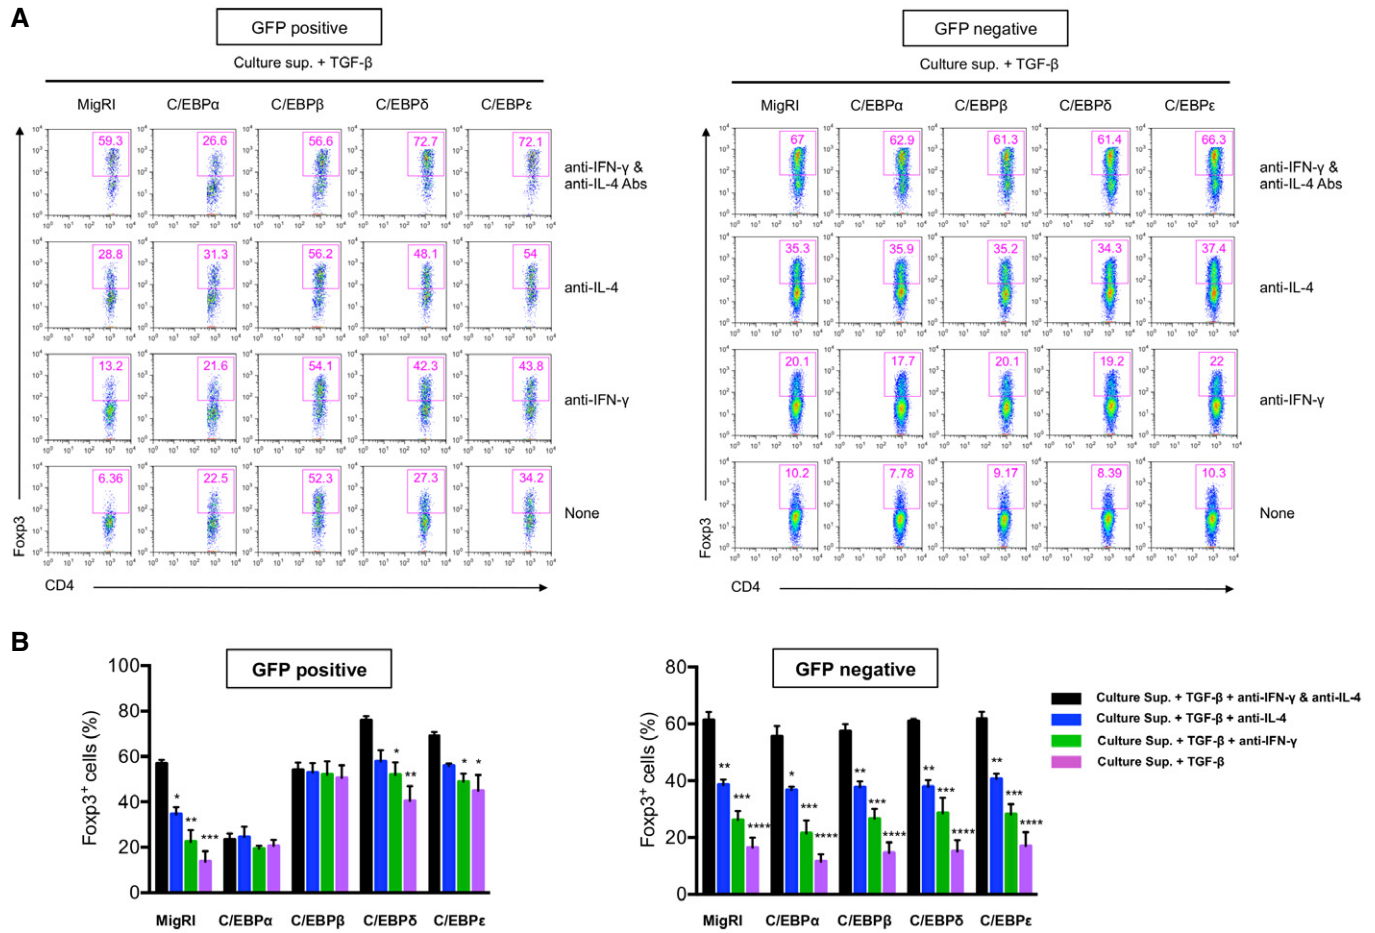 A
GFP positive
GFP negative
Culture sup. + TGF-β
Culture sup. + TGF-β
MigRI C/EBPα C/EBPβ C/EBPδ C/EBPε
MigRI C/EBPα C/EBPβ C/EBPδ C/EBPε
59.3 26.6 56.6 72.7 72.1
anti-IFN-γ &
anti-IL-4 Abs
67 62.9 61.3 61.4 66.3
anti-IFN-γ &
anti-IL-4 Abs
28.8 31.3 56.2 48.1 54
anti-IL-4
35.3 35.9 35.2 34.3 37.4
anti-IL-4
13.2 21.6 54.1 42.3 43.8
anti-IFN-γ
20.1 17.7 20.1 19.2 22
anti-IFN-γ
6.36 22.5 52.3 27.3 34.2
None
10.2 7.78 9.17 8.39 10.3
None
Foxp3
Foxp3
CD4
CD4
B
GFP positive
Foxp3⁺ cells (%)
100
80
60
40
20
0
* ** *** * ** * *
MigRI C/EBPα C/EBPβ C/EBPδ C/EBPε
GFP negative
Foxp3⁺ cells (%)
80
60
40
20
0
** *** **** * *** **** ** *** **** ** *** **** ** *** ****
MigRI C/EBPα C/EBPβ C/EBPδ C/EBPε
Culture Sup. + TGF-β + anti-IFN-γ & anti-IL-4
Culture Sup. + TGF-β + anti-IL-4
Culture Sup. + TGF-β + anti-IFN-γ
Culture Sup. + TGF-β